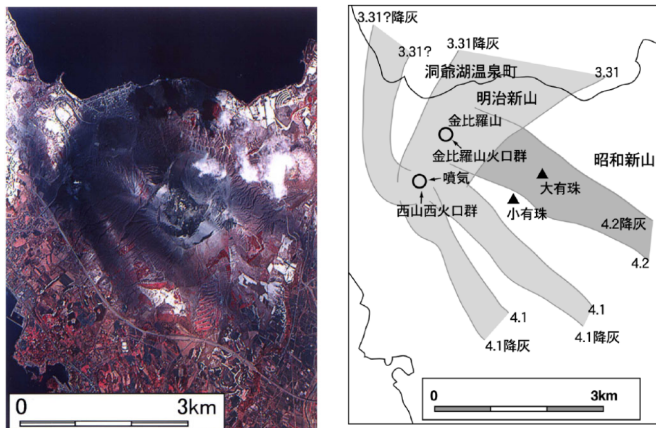 0
3km
3.31?降灰
3.31?
3.31降灰
3.31
洞爺湖温泉町
明治新山
金比羅山
金比羅山火口群
昭和新山
噴気
大有珠
西山西火口群
小有珠
4.2降灰
4.2
4.1
4.1降灰
4.1
4.1降灰
0
3km